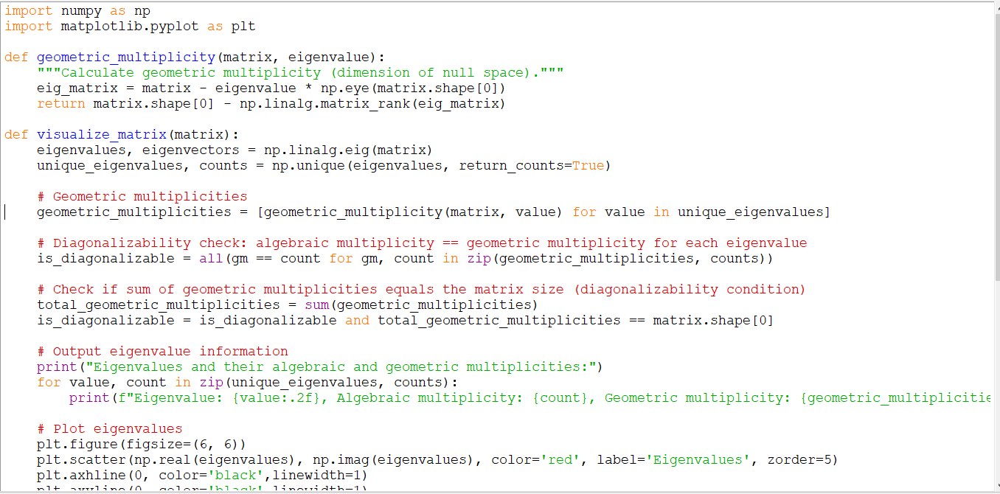 import numpy as np
import matplotlib.pyplot as plt
def geometric_multiplicity(matrix, eigenvalue):
    """Calculate geometric multiplicity (dimension of null space)."""
    eig_matrix = matrix - eigenvalue * np.eye(matrix.shape[0])
    return matrix.shape[0] - np.linalg.matrix_rank(eig_matrix)
def visualize_matrix(matrix):
    eigenvalues, eigenvectors = np.linalg.eig(matrix)
    unique_eigenvalues, counts = np.unique(eigenvalues, return_counts=True)
    # Geometric multiplicities
    geometric_multiplicities = [geometric_multiplicity(matrix, value) for value in unique_eigenvalues]
    # Diagonalizability check: algebraic multiplicity == geometric multiplicity for each eigenvalue
    is_diagonalizable = all(gm == count for gm, count in zip(geometric_multiplicities, counts))
    # Check if sum of geometric multiplicities equals the matrix size (diagonalizability condition)
    total_geometric_multiplicities = sum(geometric_multiplicities)
    is_diagonalizable = is_diagonalizable and total_geometric_multiplicities == matrix.shape[0]
    # Output eigenvalue information
    print("Eigenvalues and their algebraic and geometric multiplicities:")
    for value, count in zip(unique_eigenvalues, counts):
        print(f"Eigenvalue: {value:.2f}, Algebraic multiplicity: {count}, Geometric multiplicity: {geometric_multiplicitie
    # Plot eigenvalues
    plt.figure(figsize=(6, 6))
    plt.scatter(np.real(eigenvalues), np.imag(eigenvalues), color='red', label='Eigenvalues', zorder=5)
    plt.axhline(0, color='black',linewidth=1)
    plt.axvline(0, color='black',linewidth=1)